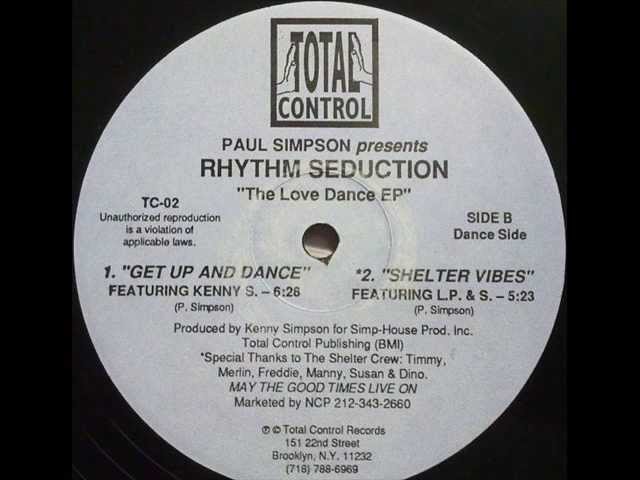 TOTAL
CONTROL
PAUL SIMPSON presents
RHYTHM SEDUCTION
"The Love Dance EP"
TC-02
Unauthorized reproduction
is a violation of
applicable laws.
SIDE B
Dance Side
1. "GET UP AND DANCE"
FEATURING KENNY S. – 6:26
(P. Simpson)
*2. "SHELTER VIBES"
FEATURING L.P. & S. – 5:23
(P. Simpson)
Produced by Kenny Simpson for Simp-House Prod. Inc.
Total Control Publishing (BMI)
*Special Thanks to The Shelter Crew: Timmy,
Merlin, Freddie, Manny, Susan & Dino.
MAY THE GOOD TIMES LIVE ON
Marketed by NCP 212-343-2660
℗ © Total Control Records
151 22nd Street
Brooklyn, N.Y. 11232
(718) 788-6969